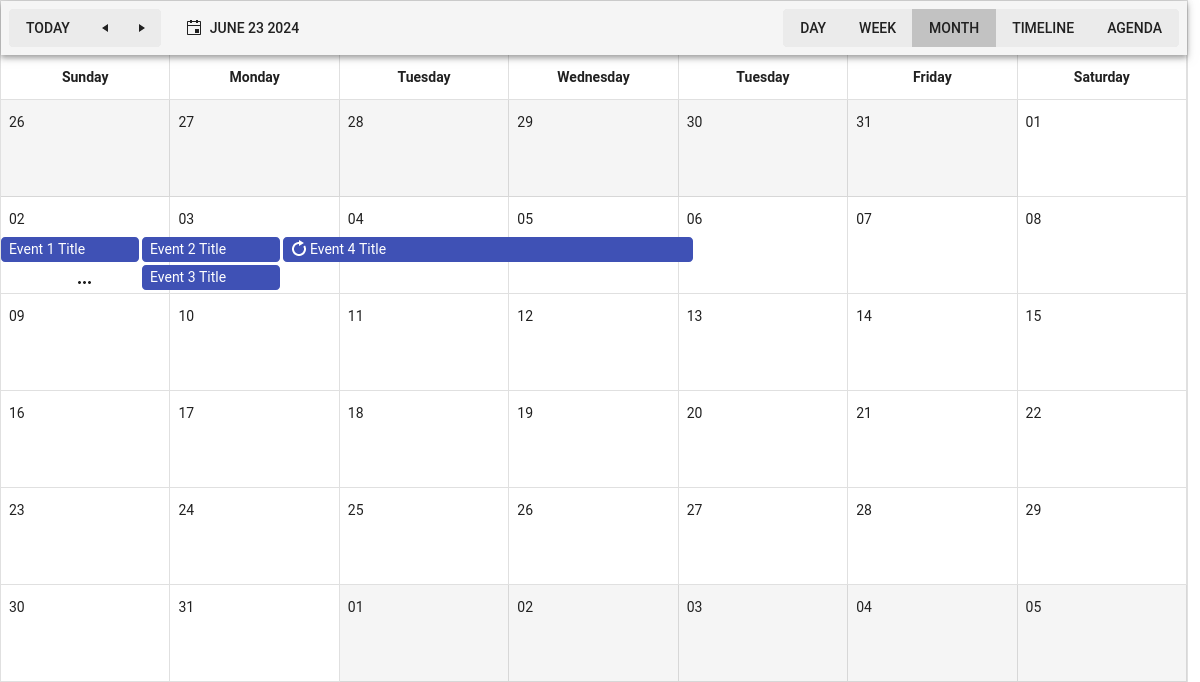 TODAY JUNE 23 2024 DAY WEEK MONTH TIMELINE AGENDA
Sunday Monday Tuesday Wednesday Tuesday Friday Saturday
26 27 28 29 30 31 01
02 03 04 05 06 07 08
Event 1 Title Event 2 Title Event 4 Title
... Event 3 Title
09 10 11 12 13 14 15
16 17 18 19 20 21 22
23 24 25 26 27 28 29
30 31 01 02 03 04 05